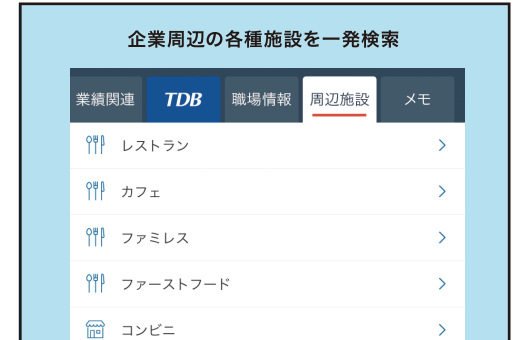 企業周辺の各種施設を一発検索
業績関連 TDB 職場情報 周辺施設 メモ
レストラン
カフェ
ファミレス
ファーストフード
コンビニ